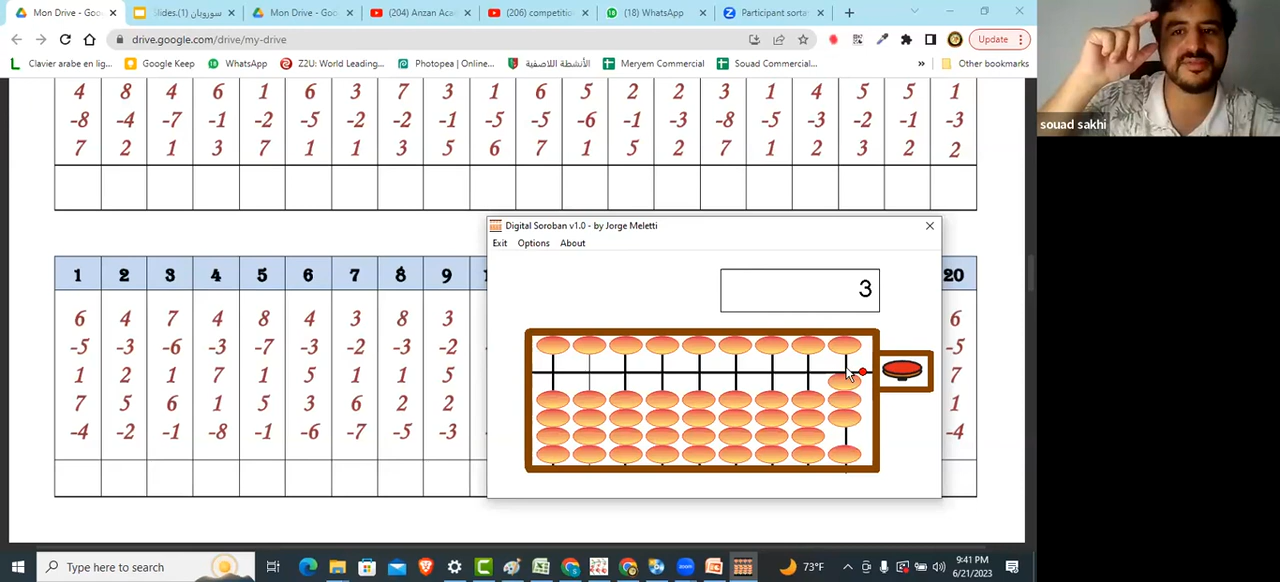 Mon Drive - Goo
Slides.(1) سوروبان
Mon Drive - Goo
(204) Anzan Aca
(206) competitio
(18) WhatsApp
Participant sorta
drive.google.com/drive/my-drive
Update
Clavier arabe en lig...
Google Keep
WhatsApp
Z2U: World Leading...
Photopea | Online...
الأنشطة اللاصفية
Meryem Commercial
Souad Commercial...
»
Other bookmarks
souad sakhi
4 8 4 6 1 6 3 7 3 1 6 5 2 2 3 1 4 5 5 1
-8 -4 -7 -1 -2 -5 -2 -2 -1 -5 -5 -6 -1 -3 -8 -5 -3 -2 -1 -3
7 2 1 3 7 1 1 3 5 6 7 1 5 2 7 1 2 3 2 2
Digital Soroban v1.0 - by Jorge Meletti
Exit Options About
3
1 2 3 4 5 6 7 8 9 1 20
6 4 7 4 8 4 3 8 3 6
-5 -3 -6 -3 -7 -3 -2 -3 -2 -5
1 2 1 7 1 5 1 1 5 7
7 5 6 1 5 3 6 2 2 1
-4 -2 -1 -8 -1 -6 -7 -5 -3 -4
Type here to search
73°F
9:41 PM
6/21/2023